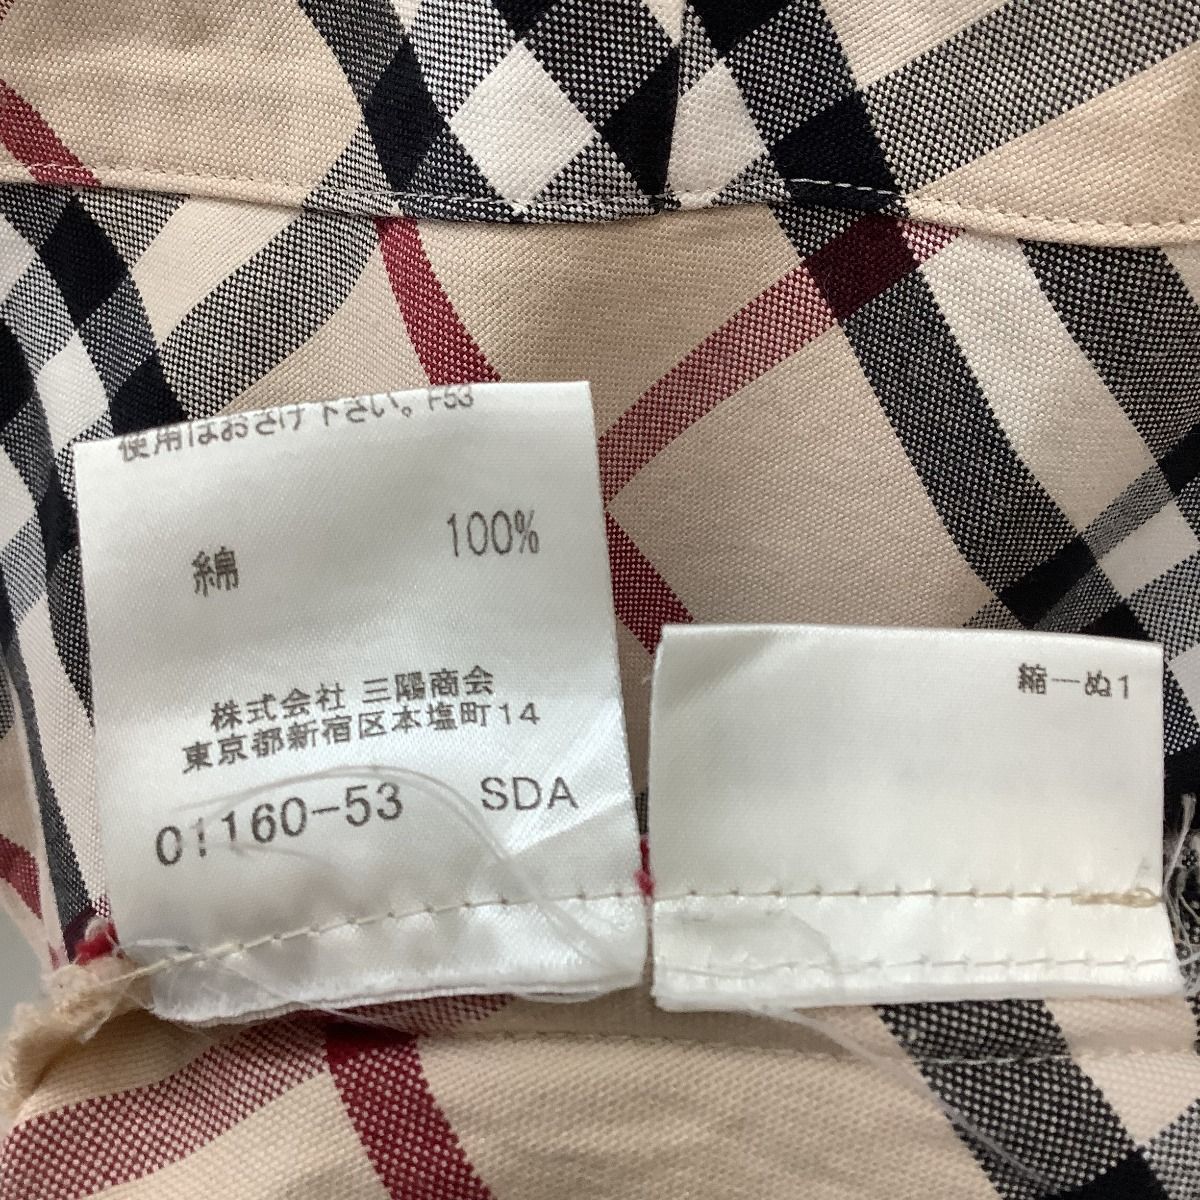 使用はおさけ下さい。F53
綿 100%
株式会社 三陽商会
東京都新宿区本塩町14
01160-53 SDA
縮一ぬ1